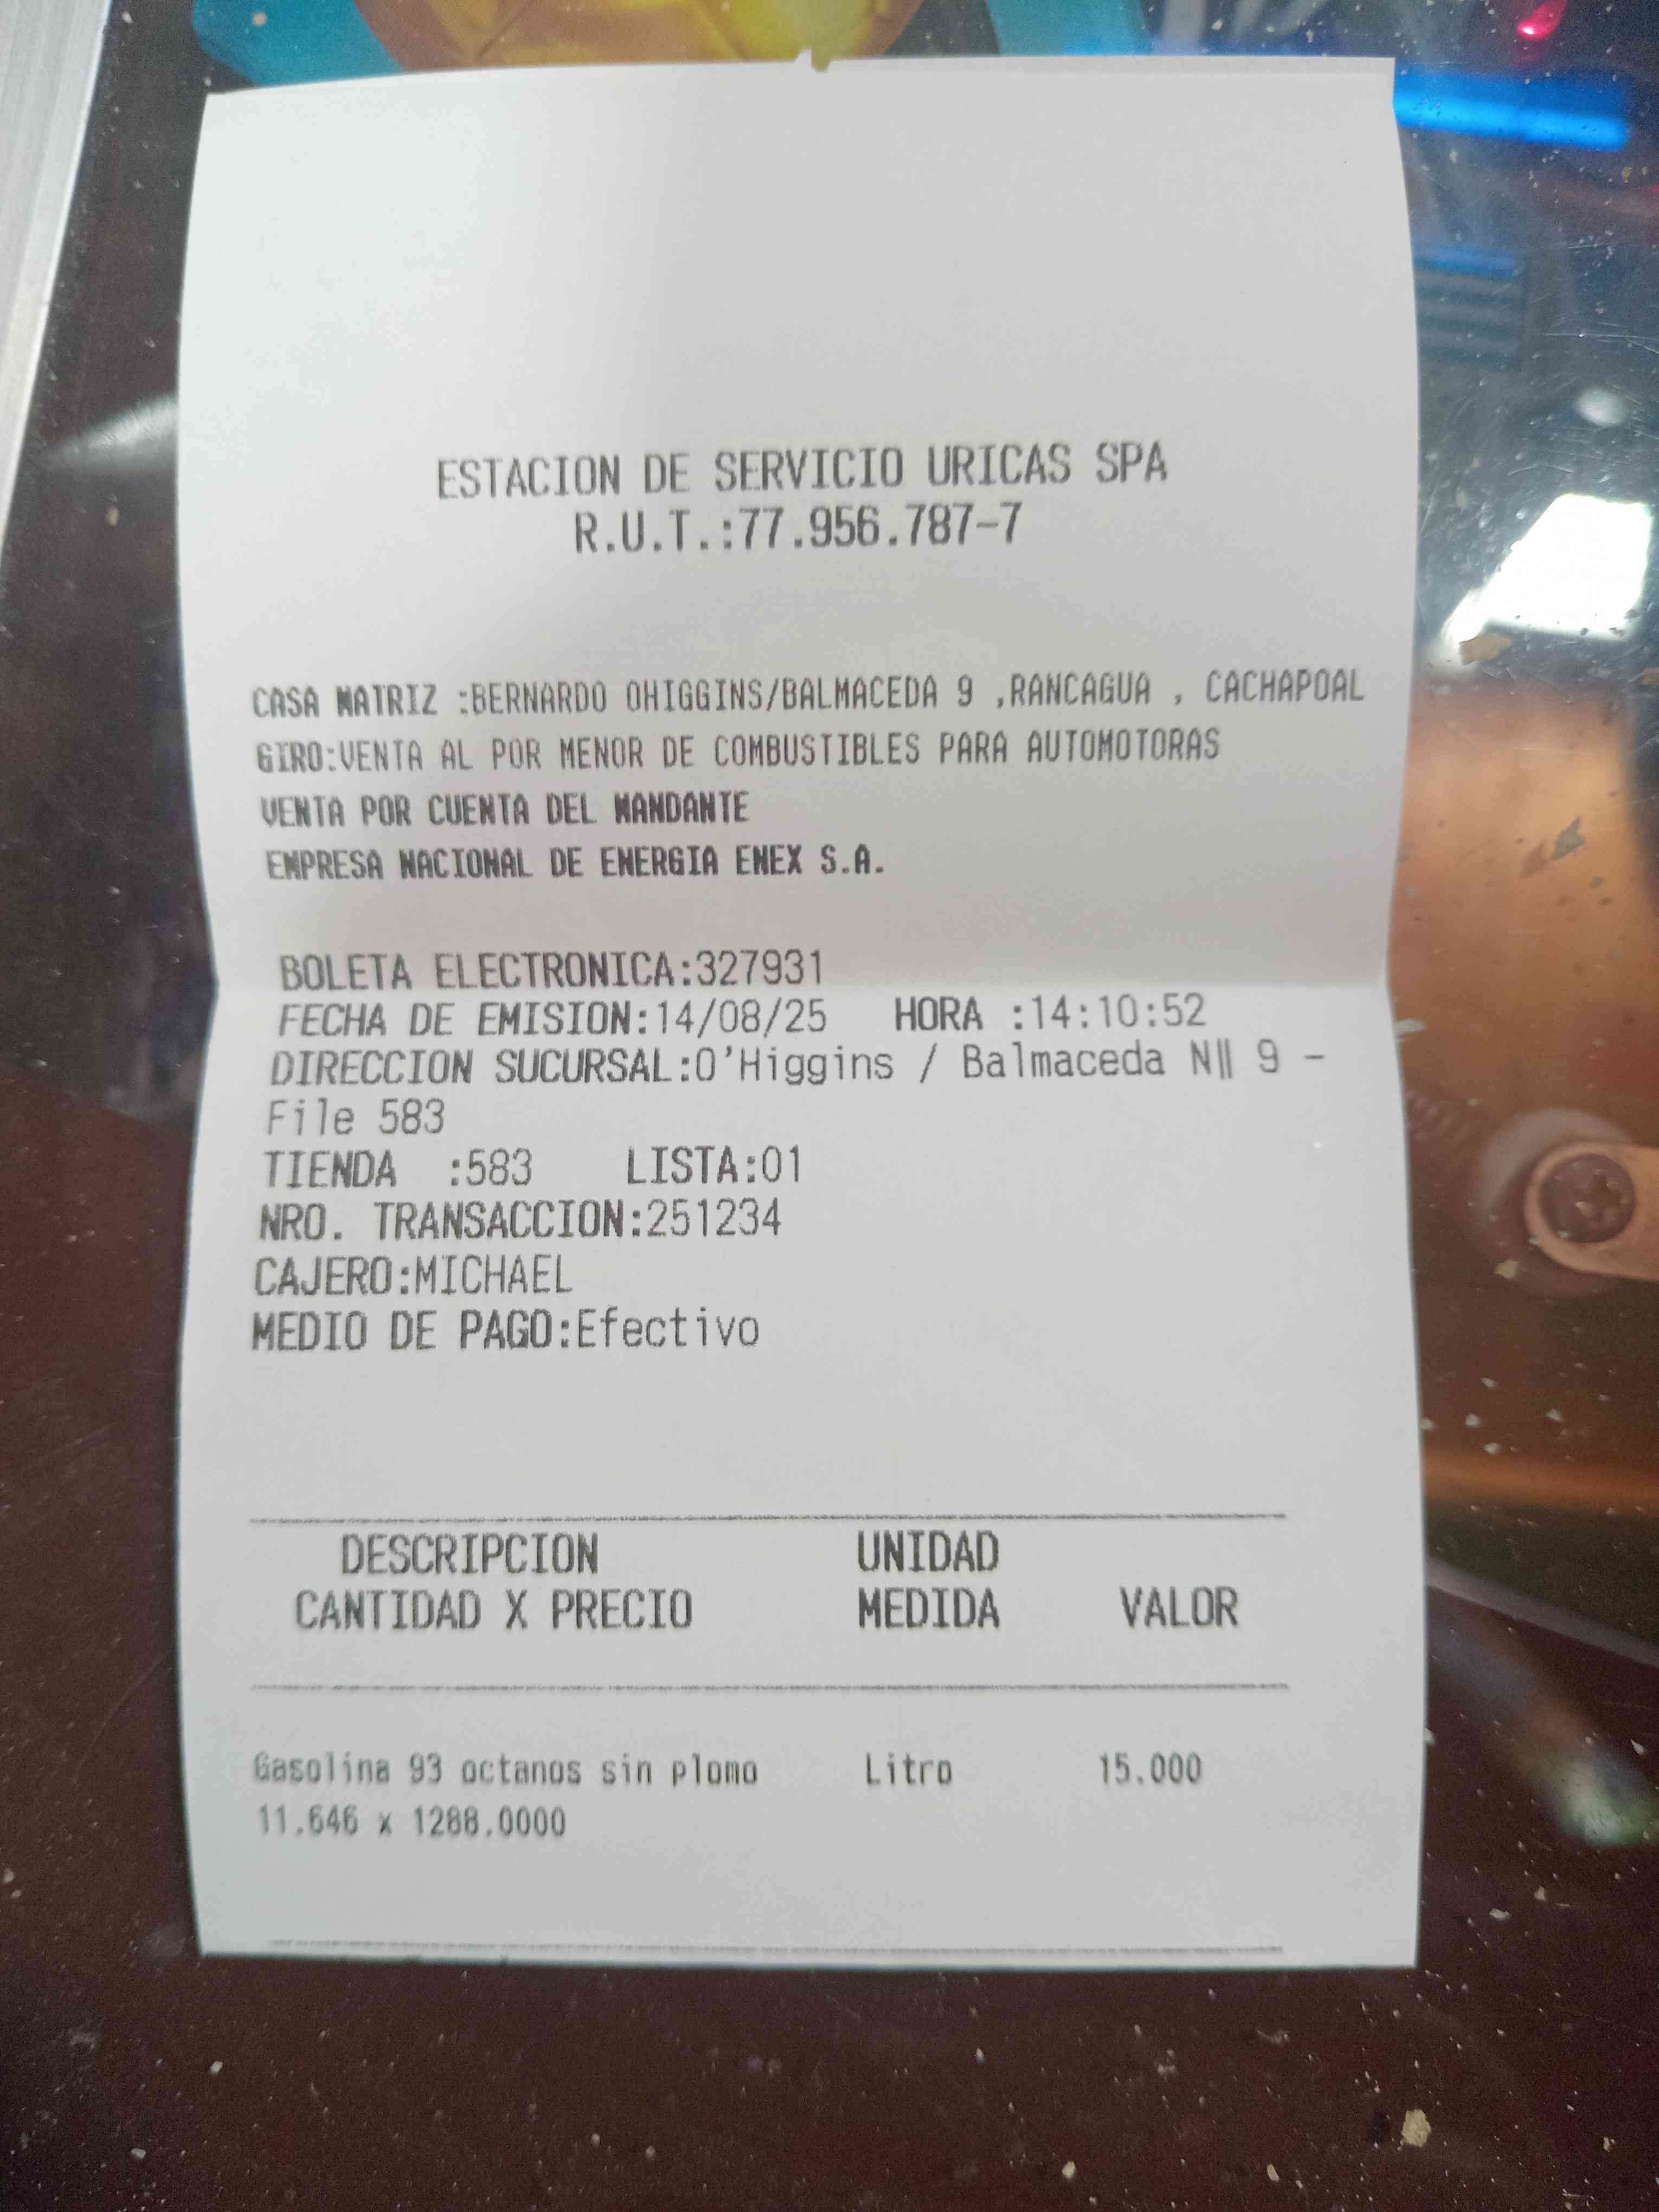 ESTACION DE SERVICIO URICAS SPA
R.U.T.:77.956.787-7
CASA MATRIZ :BERNARDO OHIGGINS/BALMACEDA 9 ,RANCAGUA , CACHAPOAL
GIRO:VENTA AL POR MENOR DE COMBUSTIBLES PARA AUTOMOTORAS
VENTA POR CUENTA DEL MANDANTE
EMPRESA NACIONAL DE ENERGIA ENEX S.A.
BOLETA ELECTRONICA:327931
FECHA DE EMISION:14/08/25 HORA :14:10:52
DIRECCION SUCURSAL:O'Higgins / Balmaceda N‖ 9 -
File 583
TIENDA :583 LISTA:01
NRO. TRANSACCION:251234
CAJERO:MICHAEL
MEDIO DE PAGO:Efectivo
DESCRIPCION UNIDAD
CANTIDAD X PRECIO MEDIDA VALOR
Gasolina 93 octanos sin plomo Litro 15.000
11.646 x 1288.0000